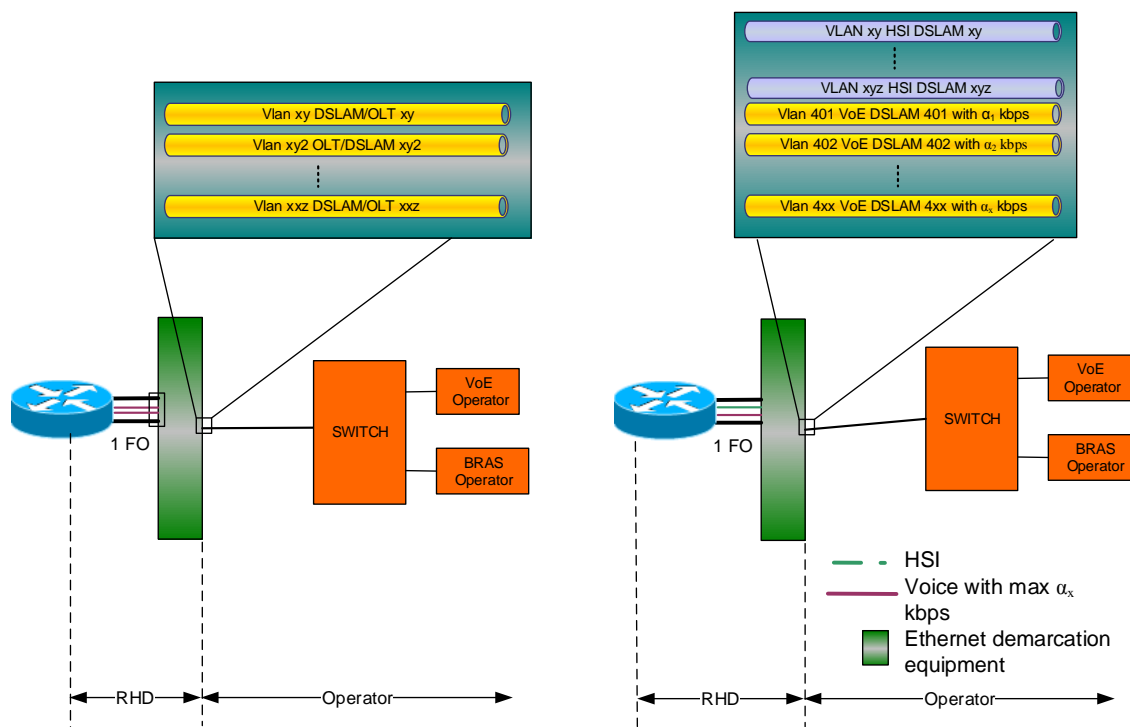 Vlan xy DSLAM/OLT xy
Vlan xy2 OLT/DSLAM xy2
Vlan xxz DSLAM/OLT xxz
1 FO
SWITCH
VoE
Operator
BRAS
Operator
RHD
Operator
VLAN xy HSI DSLAM xy
VLAN xyz HSI DSLAM xyz
Vlan 401 VoE DSLAM 401 with α₁ kbps
Vlan 402 VoE DSLAM 402 with α₂ kbps
Vlan 4xx VoE DSLAM 4xx with αₓ kbps
1 FO
SWITCH
VoE
Operator
BRAS
Operator
HSI
Voice with max αₓ
kbps
Ethernet demarcation
equipment
RHD
Operator